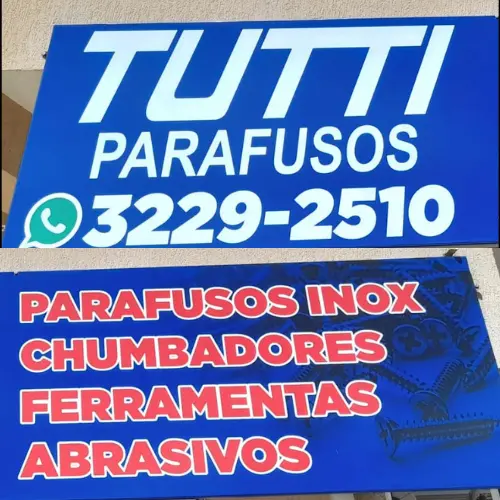 TUTTI
PARAFUSOS
3229-2510
PARAFUSOS INOX
CHUMBADORES
FERRAMENTAS
ABRASIVOS